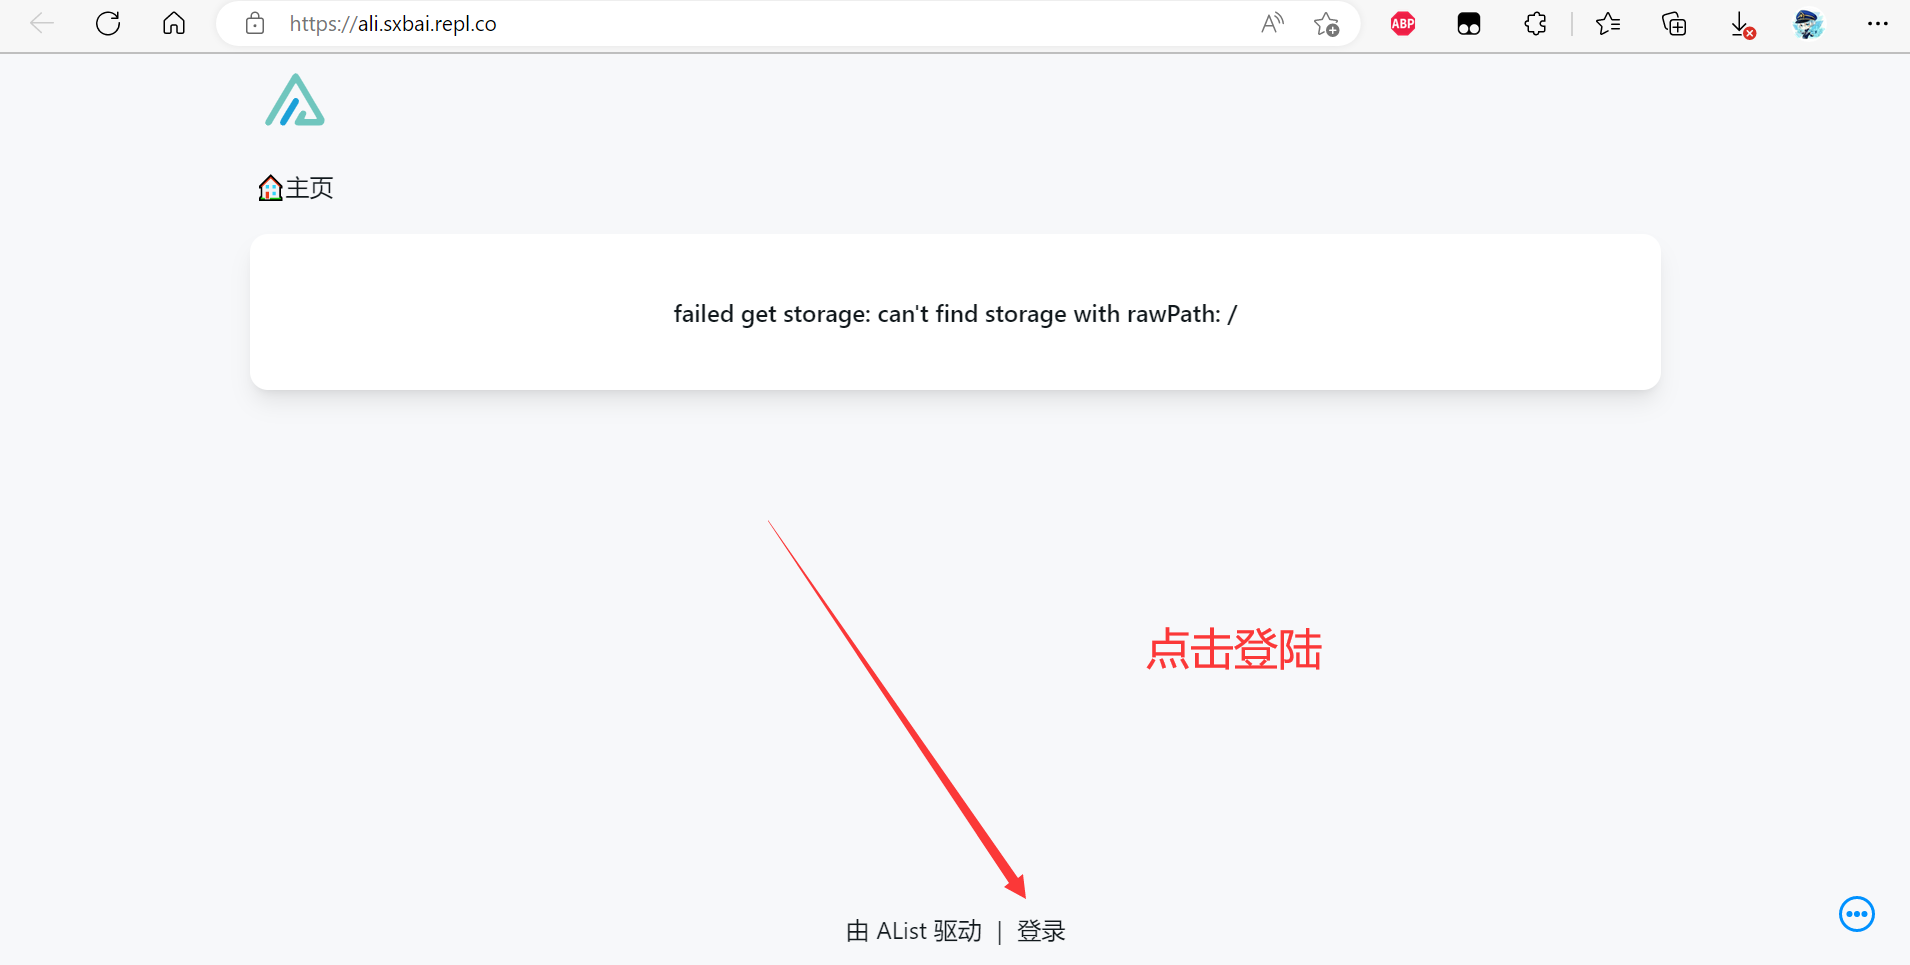 https://ali.sxbai.repl.co
ABP
主页
failed get storage: can't find storage with rawPath: /
点击登陆
由 AList 驱动 | 登录